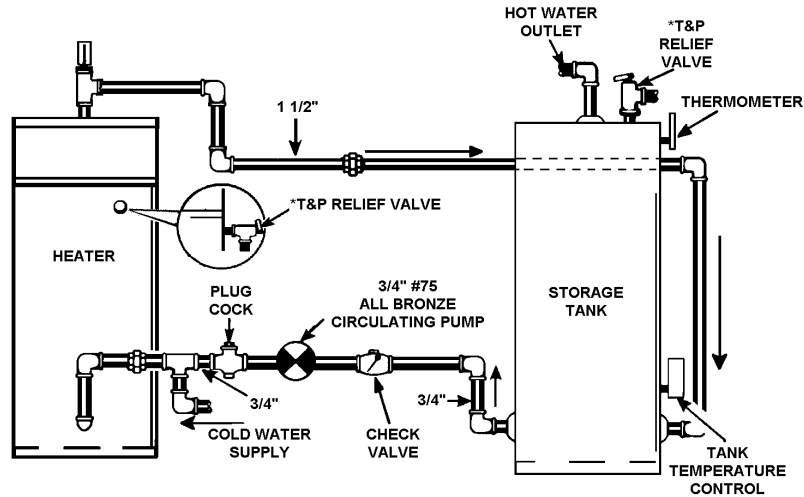 HOT WATER
OUTLET
*T&P
RELIEF
VALVE
THERMOMETER
1 1/2"
*T&P RELIEF VALVE
HEATER
PLUG
COCK
3/4" #75
ALL BRONZE
CIRCULATING PUMP
STORAGE
TANK
3/4"
3/4"
COLD WATER
SUPPLY
CHECK
VALVE
TANK
TEMPERATURE
CONTROL